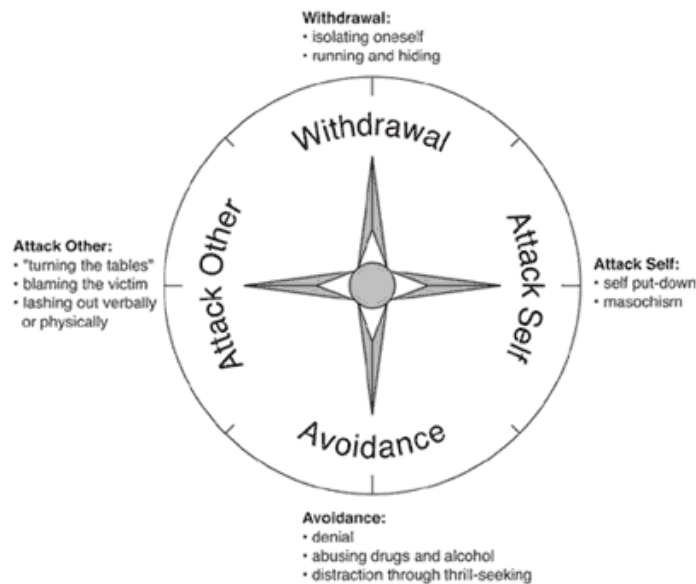 Withdrawal:
• isolating oneself
• running and hiding
Withdrawal
Attack Other:
• "turning the tables"
• blaming the victim
• lashing out verbally
or physically
Attack Other
Attack Self
Attack Self:
• self put-down
• masochism
Avoidance
Avoidance:
• denial
• abusing drugs and alcohol
• distraction through thrill-seeking